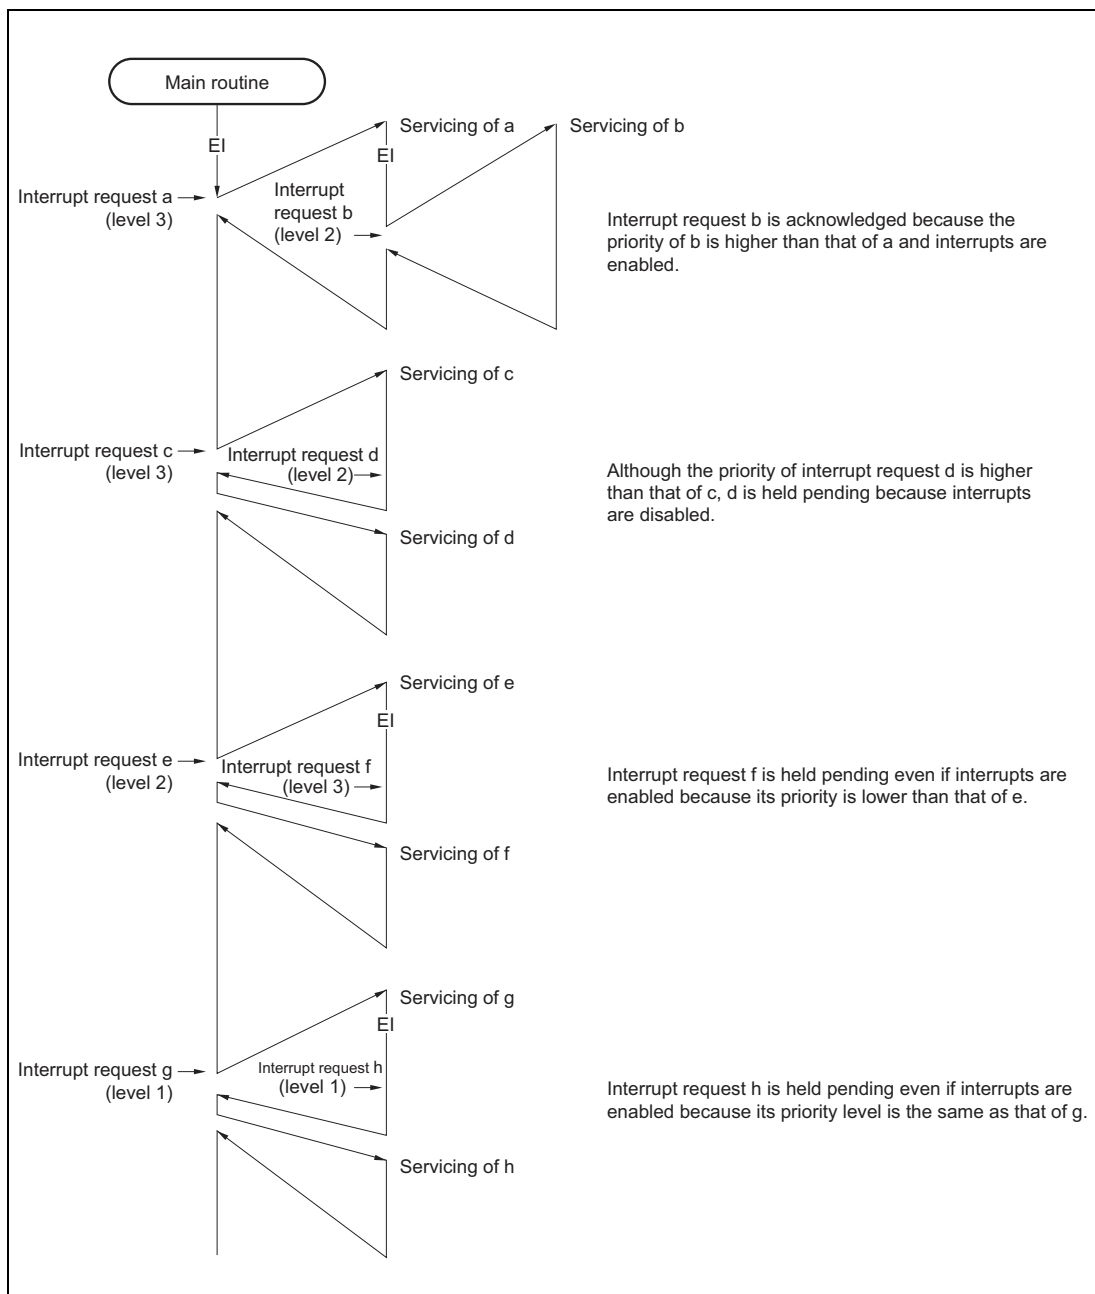 Main routine
EI
Servicing of a
Servicing of b
EI
Interrupt request a
(level 3)
Interrupt
request b
(level 2)
Interrupt request b is acknowledged because the
priority of b is higher than that of a and interrupts are
enabled.
Servicing of c
Interrupt request c
(level 3)
Interrupt request d
(level 2)
Although the priority of interrupt request d is higher
than that of c, d is held pending because interrupts
are disabled.
Servicing of d
Servicing of e
EI
Interrupt request e
(level 2)
Interrupt request f
(level 3)
Interrupt request f is held pending even if interrupts are
enabled because its priority is lower than that of e.
Servicing of f
Servicing of g
EI
Interrupt request g
(level 1)
Interrupt request h
(level 1)
Interrupt request h is held pending even if interrupts are
enabled because its priority level is the same as that of g.
Servicing of h